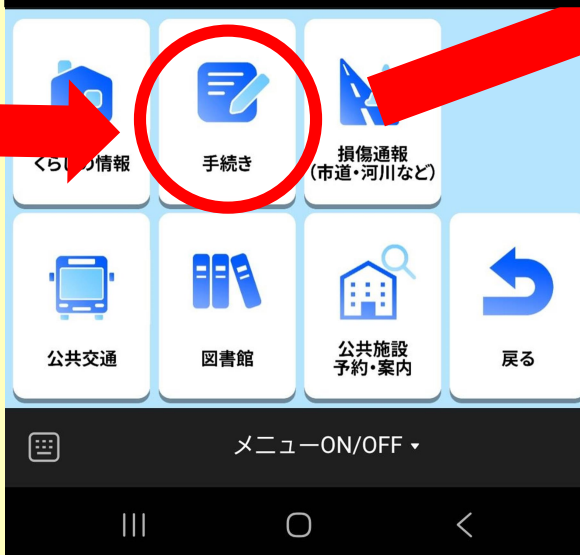 くらしの情報
手続き
損傷通報
(市道・河川など)
公共交通
図書館
公共施設
予約・案内
戻る
メニューON/OFF ▾